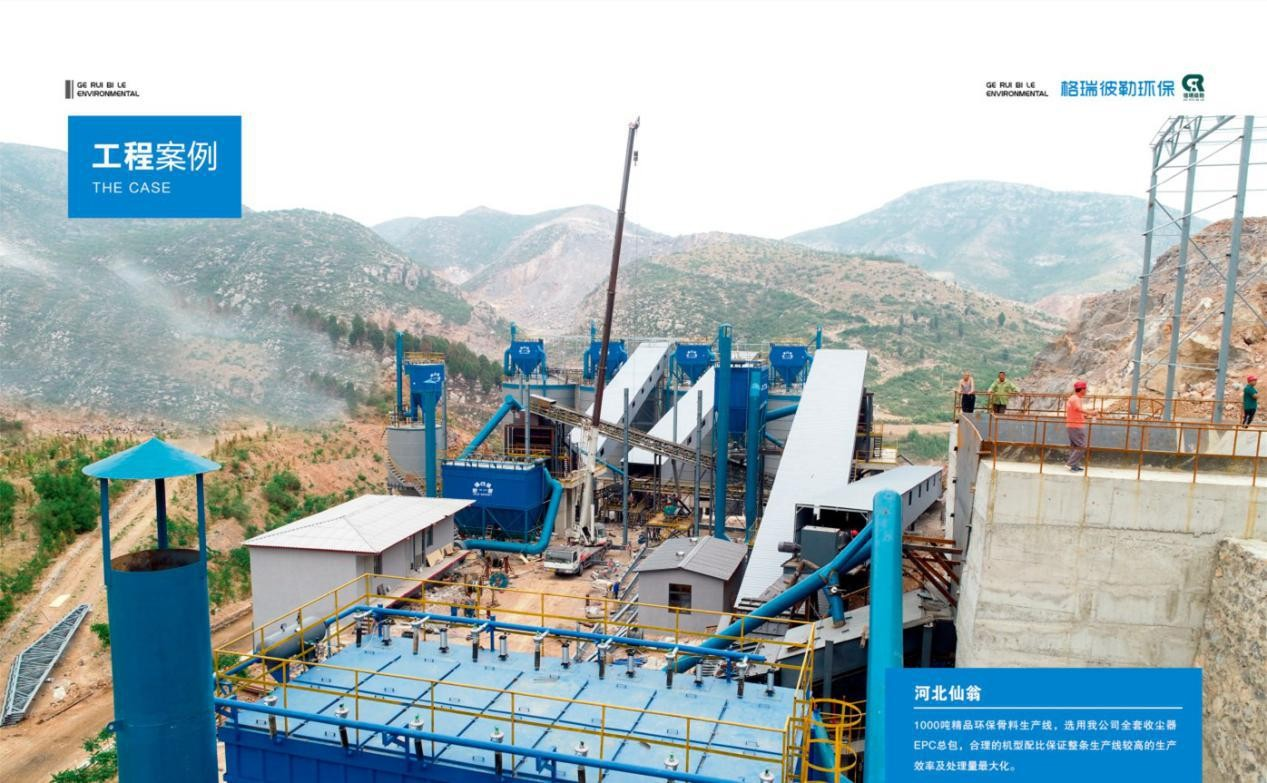 GE RUI BI LE
ENVIRONMENTAL
GE RUI BI LE
ENVIRONMENTAL
格瑞彼勒环保
工程案例
THE CASE
河北仙翁
1000吨精品环保骨料生产线，选用我公司全套收尘器
EPC总包，合理的机型配比保证整条生产线较高的生产
效率及处理量最大化。